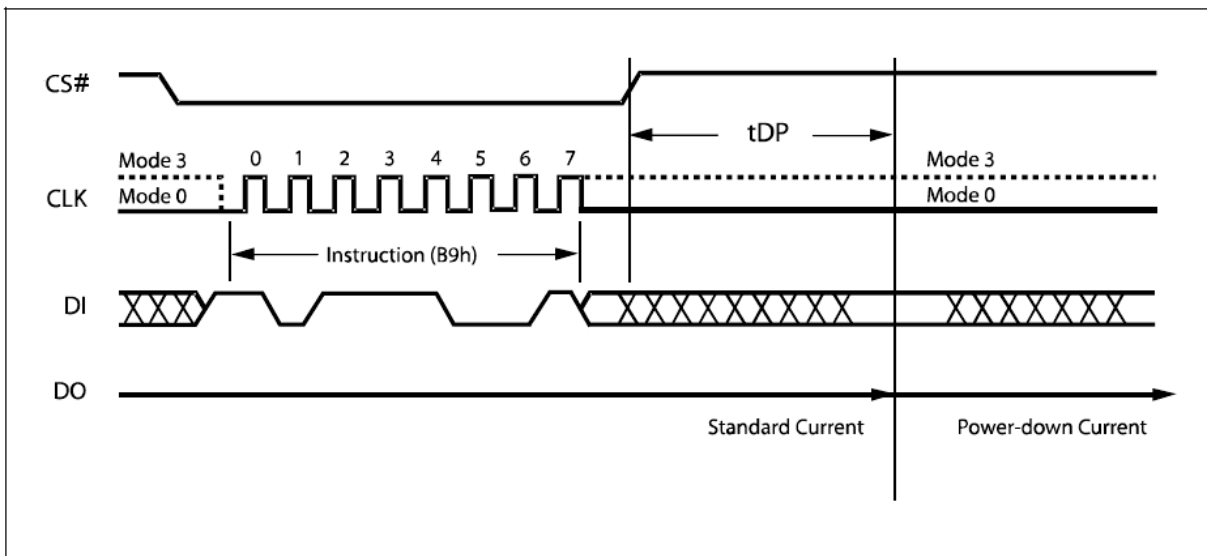 CS#
tDP
Mode 3
0 1 2 3 4 5 6 7
Mode 3
CLK
Mode 0
Mode 0
Instruction (B9h)
DI
DO
Standard Current
Power-down Current